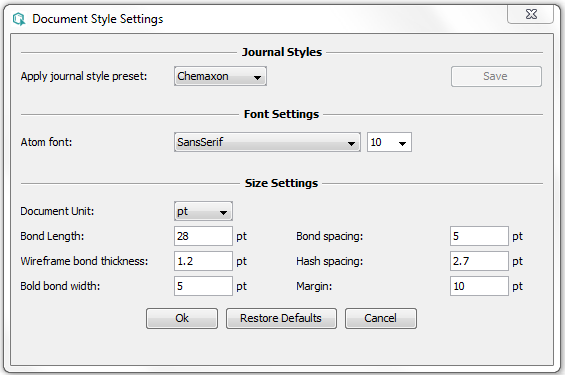 Document Style Settings
Journal Styles
Apply journal style preset: Chemaxon Save
Font Settings
Atom font: SansSerif 10
Size Settings
Document Unit: pt
Bond Length: 28 pt Bond spacing: 5 pt
Wireframe bond thickness: 1.2 pt Hash spacing: 2.7 pt
Bold bond width: 5 pt Margin: 10 pt
Ok Restore Defaults Cancel